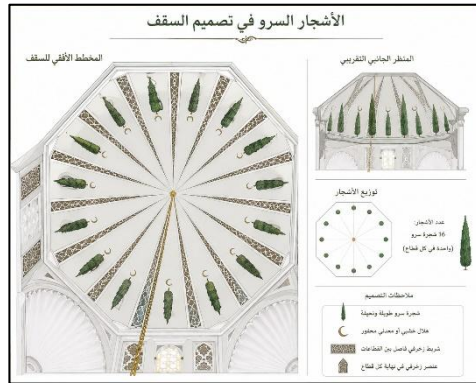 الأشجار السرو في تصميم السقف
المخطط الأفقي للسقف
المنظر الجانبي التقريبي
توزيع الأشجار
عدد الأشجار:
16 شجرة سرو
(واحدة في كل قطاع)
ملاحظات التصميم
شجرة سرو طويلة ونحيلة
هلال خشبي أو معدني محفور
شريط زخرفي فاصل بين القطاعات
عنصر زخرفي في نهاية كل قطاع